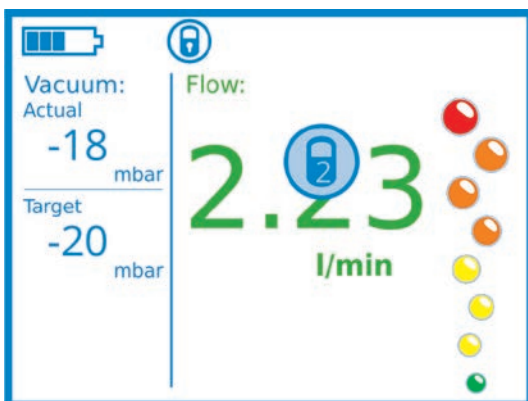 Vacuum:
Actual
-18
mbar
Target
-20
mbar
Flow:
2.23
2
l/min